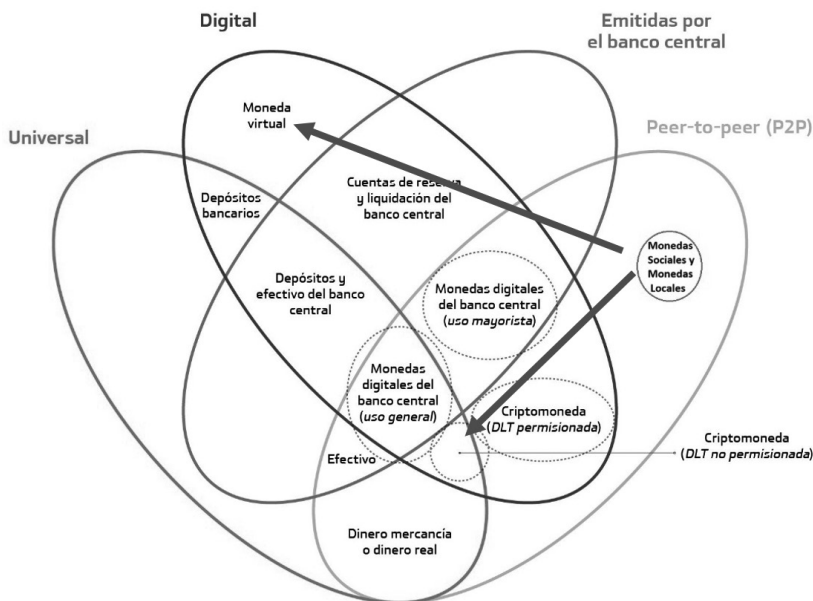 Digital
Emitidas por
el banco central
Universal
Peer-to-peer (P2P)
Moneda
virtual
Depósitos
bancarios
Cuentas de reserva
y liquidación del
banco central
Monedas
Sociales y
Monedas
Locales
Depósitos y
efectivo del banco
central
Monedas digitales
del banco central
(uso mayorista)
Monedas
digitales del
banco central
(uso general)
Criptomoneda
(DLT permisionada)
Criptomoneda
(DLT no permisionada)
Efectivo
Dinero mercancía
o dinero real